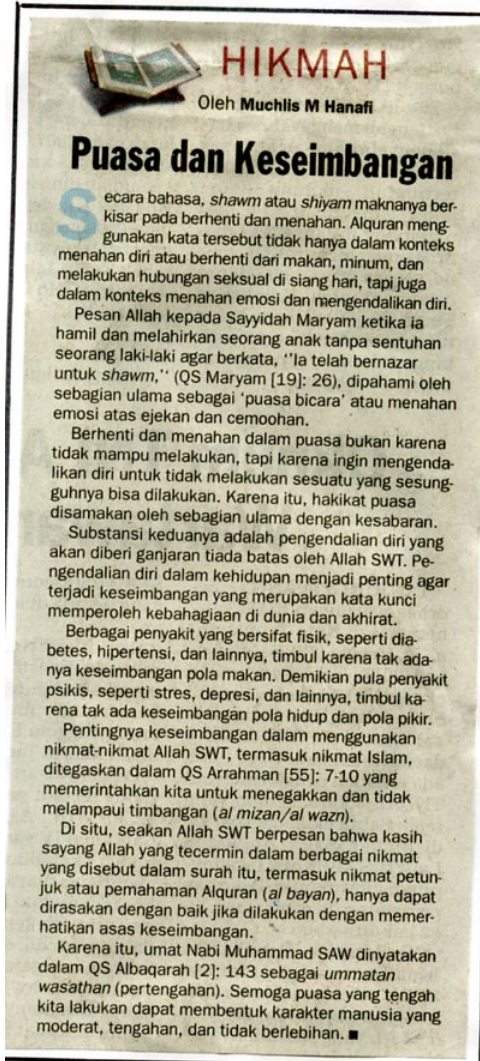 HIKMAH
Oleh Muchlis M Hanafi
Puasa dan Keseimbangan
Secara bahasa, shawm atau shiyam maknanya ber-
kisar pada berhenti dan menahan. Alquran meng-
gunakan kata tersebut tidak hanya dalam konteks
menahan diri atau berhenti dari makan, minum, dan
melakukan hubungan seksual di siang hari, tapi juga
dalam konteks menahan emosi dan mengendalikan diri.
Pesan Allah kepada Sayyidah Maryam ketika ia
hamil dan melahirkan seorang anak tanpa sentuhan
seorang laki-laki agar berkata, ''Ia telah bernazar
untuk shawm,'' (QS Maryam [19]: 26), dipahami oleh
sebagian ulama sebagai 'puasa bicara' atau menahan
emosi atas ejekan dan cemoohan.
Berhenti dan menahan dalam puasa bukan karena
tidak mampu melakukan, tapi karena ingin mengenda-
likan diri untuk tidak melakukan sesuatu yang sesung-
guhnya bisa dilakukan. Karena itu, hakikat puasa
disamakan oleh sebagian ulama dengan kesabaran.
Substansi keduanya adalah pengendalian diri yang
akan diberi ganjaran tiada batas oleh Allah SWT. Pe-
ngendalian diri dalam kehidupan menjadi penting agar
terjadi keseimbangan yang merupakan kata kunci
memperoleh kebahagiaan di dunia dan akhirat.
Berbagai penyakit yang bersifat fisik, seperti dia-
betes, hipertensi, dan lainnya, timbul karena tak ada-
nya keseimbangan pola makan. Demikian pula penyakit
psikis, seperti stres, depresi, dan lainnya, timbul ka-
rena tak ada keseimbangan pola hidup dan pola pikir.
Pentingnya keseimbangan dalam menggunakan
nikmat-nikmat Allah SWT, termasuk nikmat Islam,
ditegaskan dalam QS Arrahman [55]: 7-10 yang
memerintahkan kita untuk menegakkan dan tidak
melampaui timbangan (al mizan/al wazn).
Di situ, seakan Allah SWT berpesan bahwa kasih
sayang Allah yang tecermin dalam berbagai nikmat
yang disebut dalam surah itu, termasuk nikmat petun-
juk atau pemahaman Alquran (al bayan), hanya dapat
dirasakan dengan baik jika dilakukan dengan memer-
hatikan asas keseimbangan.
Karena itu, umat Nabi Muhammad SAW dinyatakan
dalam QS Albaqarah [2]: 143 sebagai ummatan
wasathan (pertengahan). Semoga puasa yang tengah
kita lakukan dapat membentuk karakter manusia yang
moderat, tengahan, dan tidak berlebihan. ■